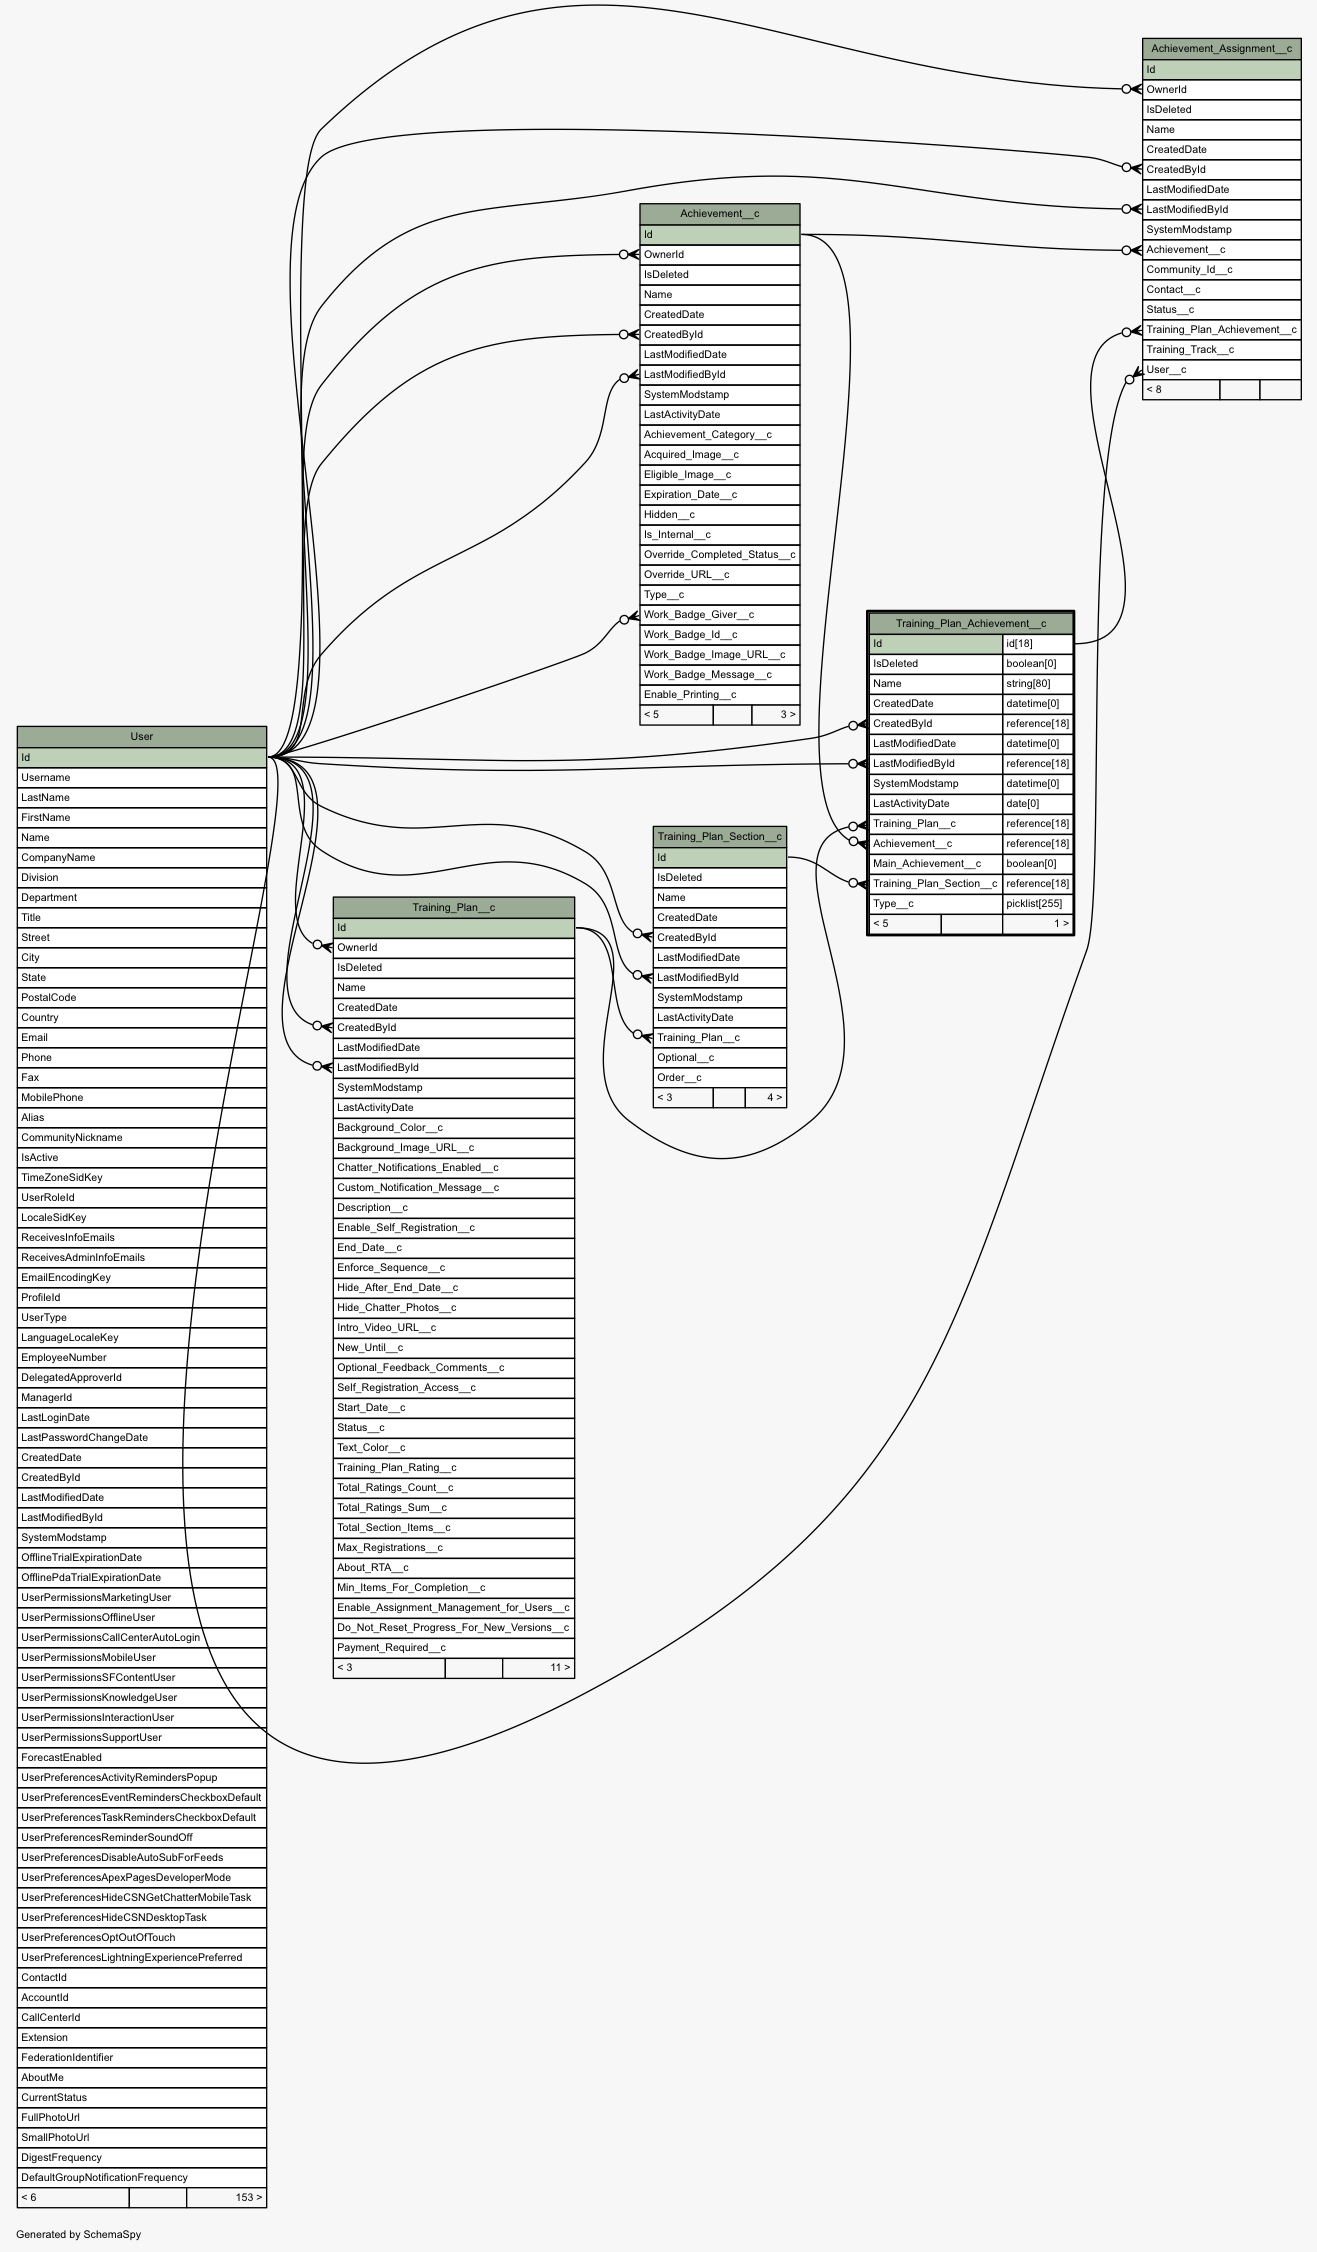 Achievement_Assignment__c
Id
OwnerId
IsDeleted
Name
CreatedDate
CreatedById
LastModifiedDate
LastModifiedById
SystemModstamp
Achievement__c
Community_Id__c
Contact__c
Status__c
Training_Plan_Achievement__c
Training_Track__c
User__c
< 8
Achievement__c
Id
OwnerId
IsDeleted
Name
CreatedDate
CreatedById
LastModifiedDate
LastModifiedById
SystemModstamp
LastActivityDate
Achievement_Category__c
Acquired_Image__c
Eligible_Image__c
Expiration_Date__c
Hidden__c
Is_Internal__c
Override_Completed_Status__c
Override_URL__c
Type__c
Work_Badge_Giver__c
Work_Badge_Id__c
Work_Badge_Image_URL__c
Work_Badge_Message__c
Enable_Printing__c
< 5 3 >
Training_Plan_Achievement__c
Id id[18]
IsDeleted boolean[0]
Name string[80]
CreatedDate datetime[0]
CreatedById reference[18]
LastModifiedDate datetime[0]
LastModifiedById reference[18]
SystemModstamp datetime[0]
LastActivityDate date[0]
Training_Plan__c reference[18]
Achievement__c reference[18]
Main_Achievement__c boolean[0]
Training_Plan_Section__c reference[18]
Type__c picklist[255]
< 5 1 >
User
Id
Username
LastName
FirstName
Name
CompanyName
Division
Department
Title
Street
City
State
PostalCode
Country
Email
Phone
Fax
MobilePhone
Alias
CommunityNickname
IsActive
TimeZoneSidKey
UserRoleId
LocaleSidKey
ReceivesInfoEmails
ReceivesAdminInfoEmails
EmailEncodingKey
ProfileId
UserType
LanguageLocaleKey
EmployeeNumber
DelegatedApproverId
ManagerId
LastLoginDate
LastPasswordChangeDate
CreatedDate
CreatedById
LastModifiedDate
LastModifiedById
SystemModstamp
OfflineTrialExpirationDate
OfflinePdaTrialExpirationDate
UserPermissionsMarketingUser
UserPermissionsOfflineUser
UserPermissionsCallCenterAutoLogin
UserPermissionsMobileUser
UserPermissionsSFContentUser
UserPermissionsKnowledgeUser
UserPermissionsInteractionUser
UserPermissionsSupportUser
ForecastEnabled
UserPreferencesActivityRemindersPopup
UserPreferencesEventRemindersCheckboxDefault
UserPreferencesTaskRemindersCheckboxDefault
UserPreferencesReminderSoundOff
UserPreferencesDisableAutoSubForFeeds
UserPreferencesApexPagesDeveloperMode
UserPreferencesHideCSNGetChatterMobileTask
UserPreferencesHideCSNDesktopTask
UserPreferencesOptOutOfTouch
UserPreferencesLightningExperiencePreferred
ContactId
AccountId
CallCenterId
Extension
FederationIdentifier
AboutMe
CurrentStatus
FullPhotoUrl
SmallPhotoUrl
DigestFrequency
DefaultGroupNotificationFrequency
< 6 153 >
Training_Plan_Section__c
Id
IsDeleted
Name
CreatedDate
CreatedById
LastModifiedDate
LastModifiedById
SystemModstamp
LastActivityDate
Training_Plan__c
Optional__c
Order__c
< 3 4 >
Training_Plan__c
Id
OwnerId
IsDeleted
Name
CreatedDate
CreatedById
LastModifiedDate
LastModifiedById
SystemModstamp
LastActivityDate
Background_Color__c
Background_Image_URL__c
Chatter_Notifications_Enabled__c
Custom_Notification_Message__c
Description__c
Enable_Self_Registration__c
End_Date__c
Enforce_Sequence__c
Hide_After_End_Date__c
Hide_Chatter_Photos__c
Intro_Video_URL__c
New_Until__c
Optional_Feedback_Comments__c
Self_Registration_Access__c
Start_Date__c
Status__c
Text_Color__c
Training_Plan_Rating__c
Total_Ratings_Count__c
Total_Ratings_Sum__c
Total_Section_Items__c
Max_Registrations__c
About_RTA__c
Min_Items_For_Completion__c
Enable_Assignment_Management_for_Users__c
Do_Not_Reset_Progress_For_New_Versions__c
Payment_Required__c
< 3 11 >
Generated by SchemaSpy